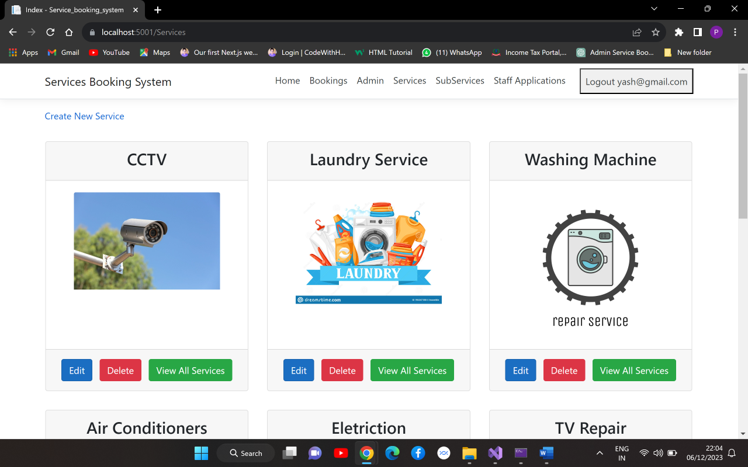 Index - Service_booking_system
localhost:5001/Services
Apps Gmail YouTube Maps Our first Next.js we... Login | CodeWithH... HTML Tutorial (11) WhatsApp Income Tax Portal,... Admin Service Boo... New folder
Services Booking System Home Bookings Admin Services SubServices Staff Applications Logout yash@gmail.com
Create New Service
CCTV Laundry Service Washing Machine
LAUNDRY
dreamstime.com
repair service
Edit Delete View All Services Edit Delete View All Services Edit Delete View All Services
Air Conditioners Eletriction TV Repair
Search
ENG
IN
22:04
06/12/2023